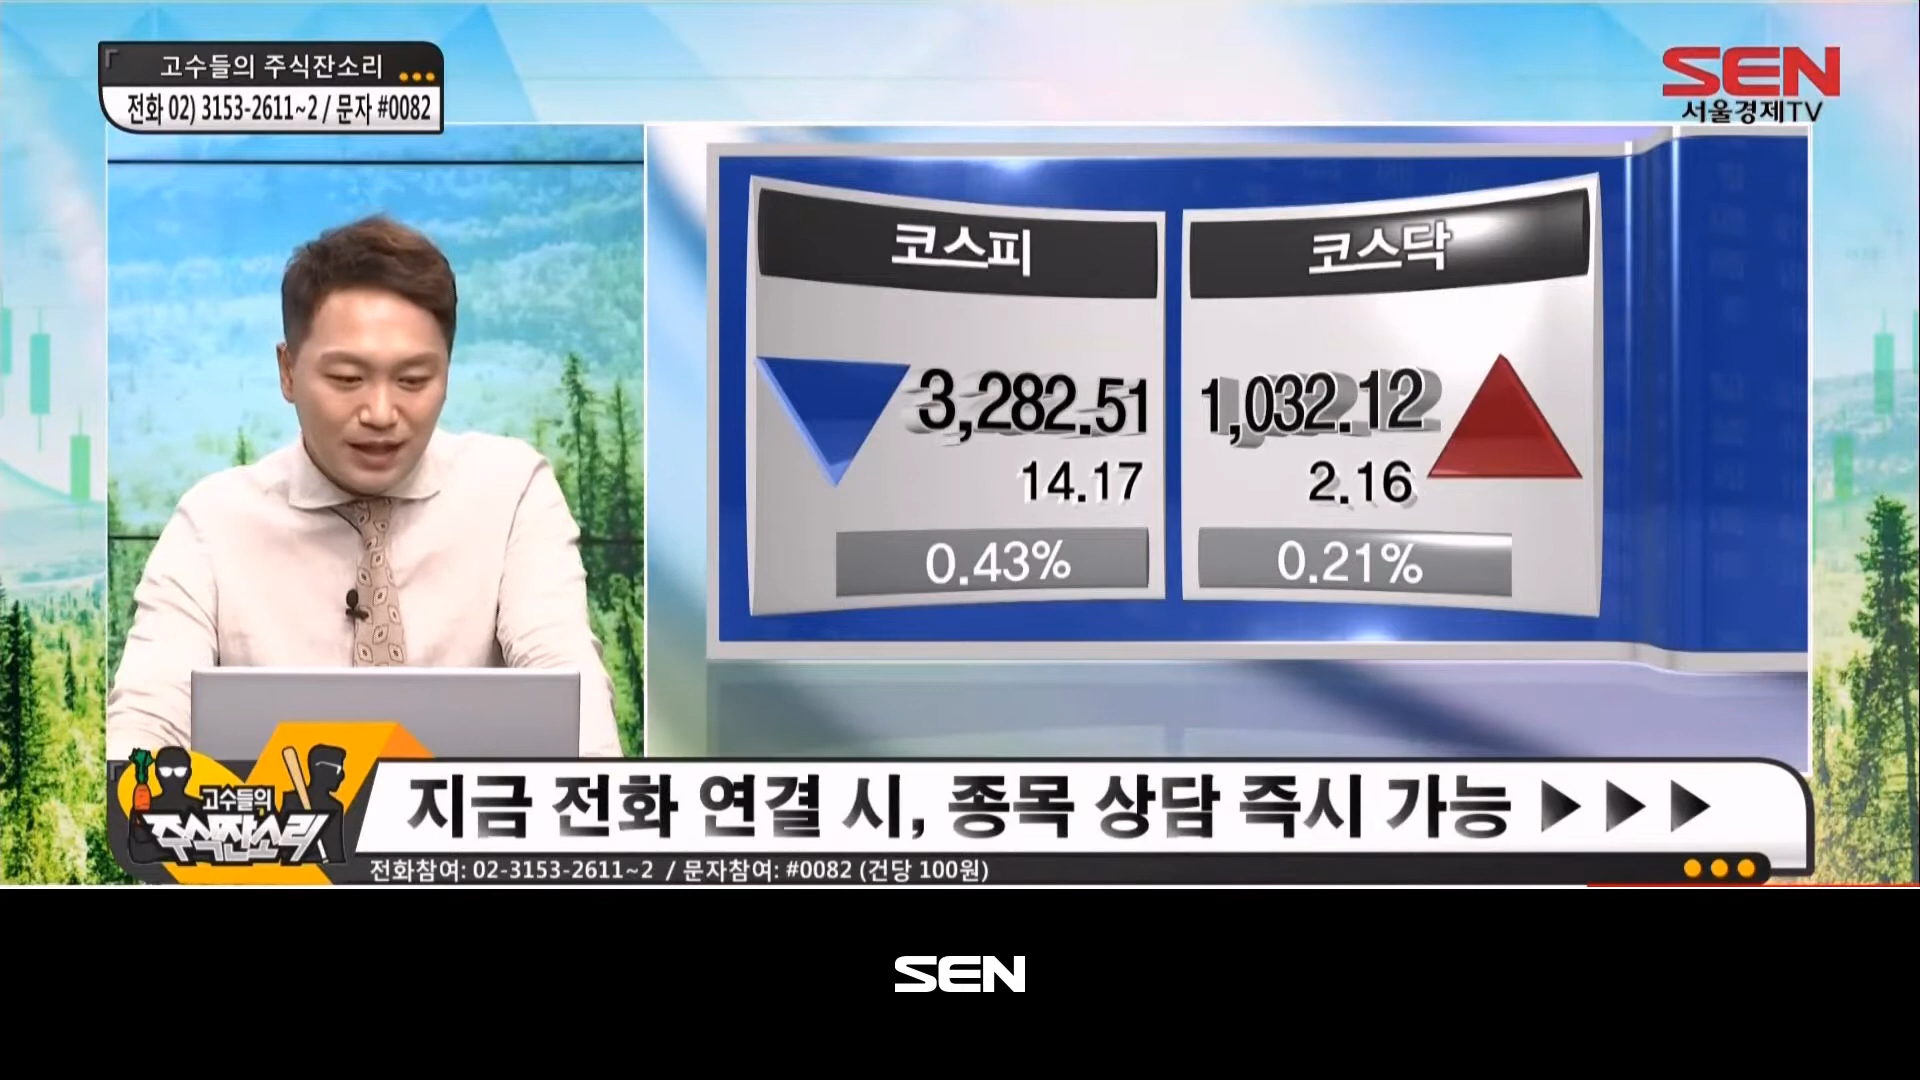 고수들의 주식잔소리
전화 02) 3153-2611~2 / 문자 #0082
SEN
서울경제TV
코스피
3,282.51
14.17
0.43%
코스닥
1,032.12
2.16
0.21%
고수들의
주식잔소리
지금 전화 연결 시, 종목 상담 즉시 가능 ▶ ▶ ▶
전화참여: 02-3153-2611~2 / 문자참여: #0082 (건당 100원)
SEN